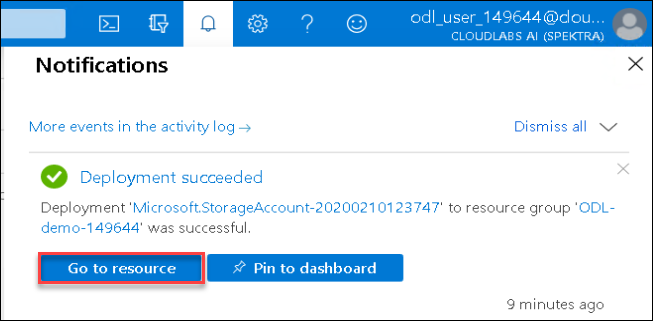 odl_user_149644@clou...
CLOUDLABS AI (SPEKTRA)
Notifications
More events in the activity log →
Dismiss all
Deployment succeeded
Deployment 'Microsoft.StorageAccount-20200210123747' to resource group 'ODL-
demo-149644' was successful.
Go to resource
Pin to dashboard
9 minutes ago